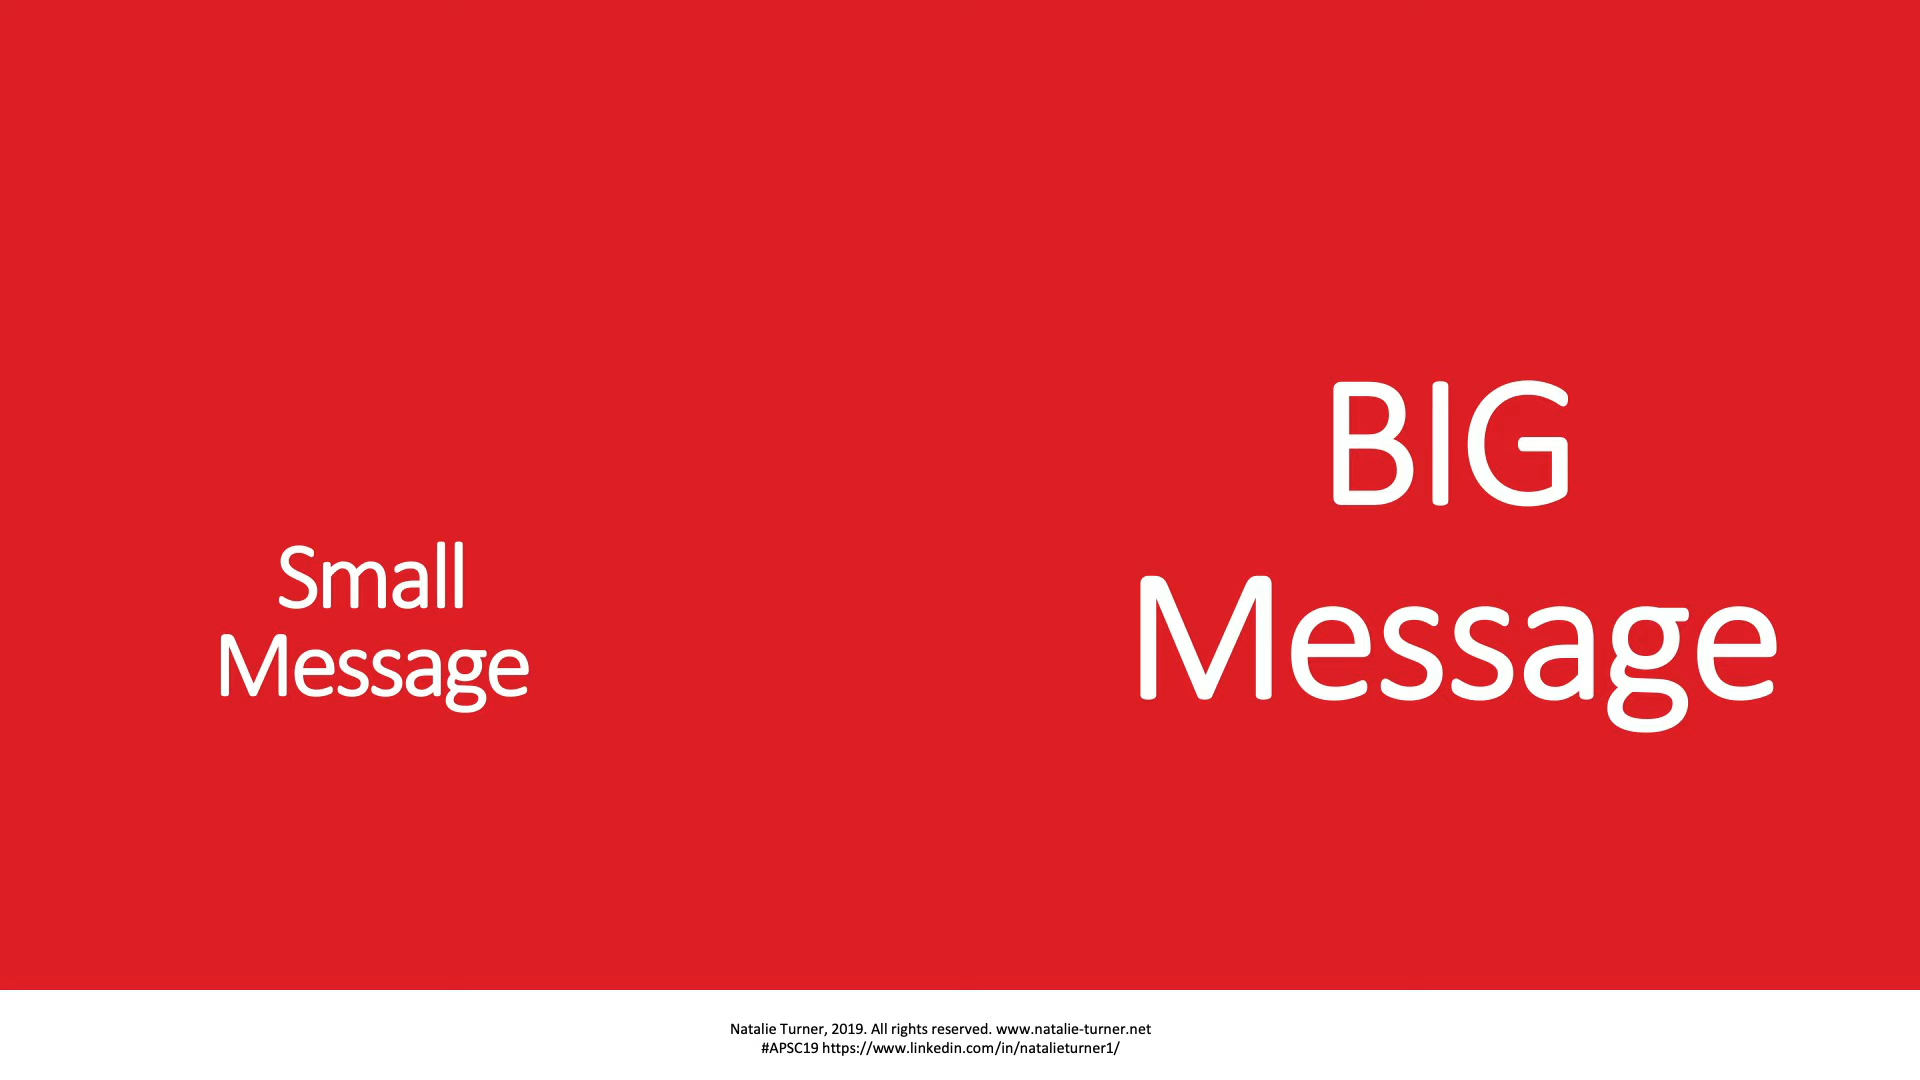 Small
Message
BIG
Message
Natalie Turner, 2019. All rights reserved. www.natalie-turner.net
#APSC19 https://www.linkedin.com/in/natalieturner1/